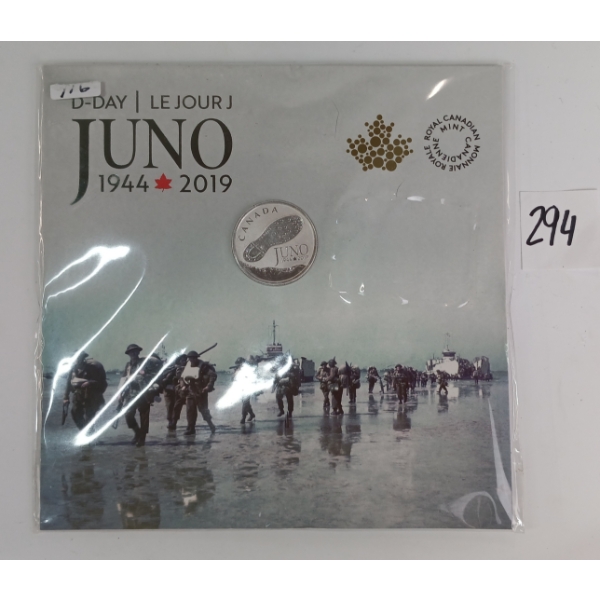 116
D-DAY | LE JOUR J
JUNO
1944 2019
ROYAL CANADIAN MINT
MONNAIE ROYALE CANADIENNE
CANADA
JUNO
294